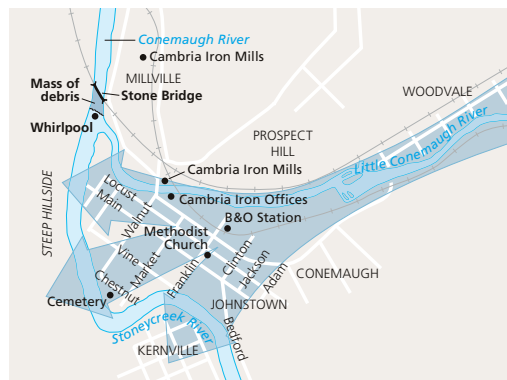 Conemaugh River
Cambria Iron Mills
MILLVILLE
Mass of
debris
Stone Bridge
WOODVALE
Whirlpool
PROSPECT
HILL
Little Conemaugh River
Cambria Iron Mills
Locust
Main
Cambria Iron Offices
Walnut
B&O Station
STEEP HILLSIDE
Methodist
Church
Vine
Market
Clinton
Jackson
Adam
CONEMAUGH
Franklin
Chestnut
Cemetery
JOHNSTOWN
Stoneycreek River
Bedford
KERNVILLE